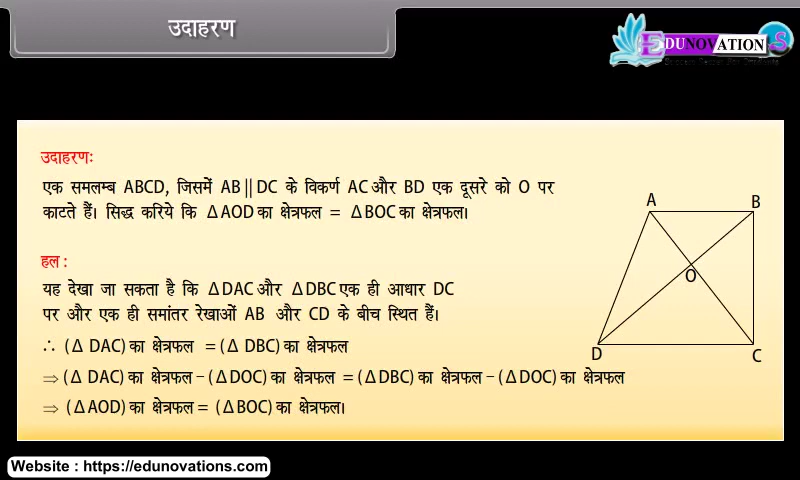 उदाहरण
EDUNOVATION.S
उदाहरणः
एक समलम्ब ABCD, जिसमें AB || DC के विकर्ण AC और BD एक दूसरे को O पर
काटते हैं। सिद्ध करिये कि ΔAOD का क्षेत्रफल = ΔBOC का क्षेत्रफल।
हल :
यह देखा जा सकता है कि ΔDAC और ΔDBC एक ही आधार DC
पर और एक ही समांतर रेखाओं AB और CD के बीच स्थित हैं।
∴ (Δ DAC) का क्षेत्रफल = (Δ DBC) का क्षेत्रफल
⇒ (Δ DAC) का क्षेत्रफल – (Δ DOC) का क्षेत्रफल = (ΔDBC) का क्षेत्रफल – (ΔDOC) का क्षेत्रफल
⇒ (ΔAOD) का क्षेत्रफल = (ΔBOC) का क्षेत्रफल।
A
B
O
D
C
Website : https://edunovations.com